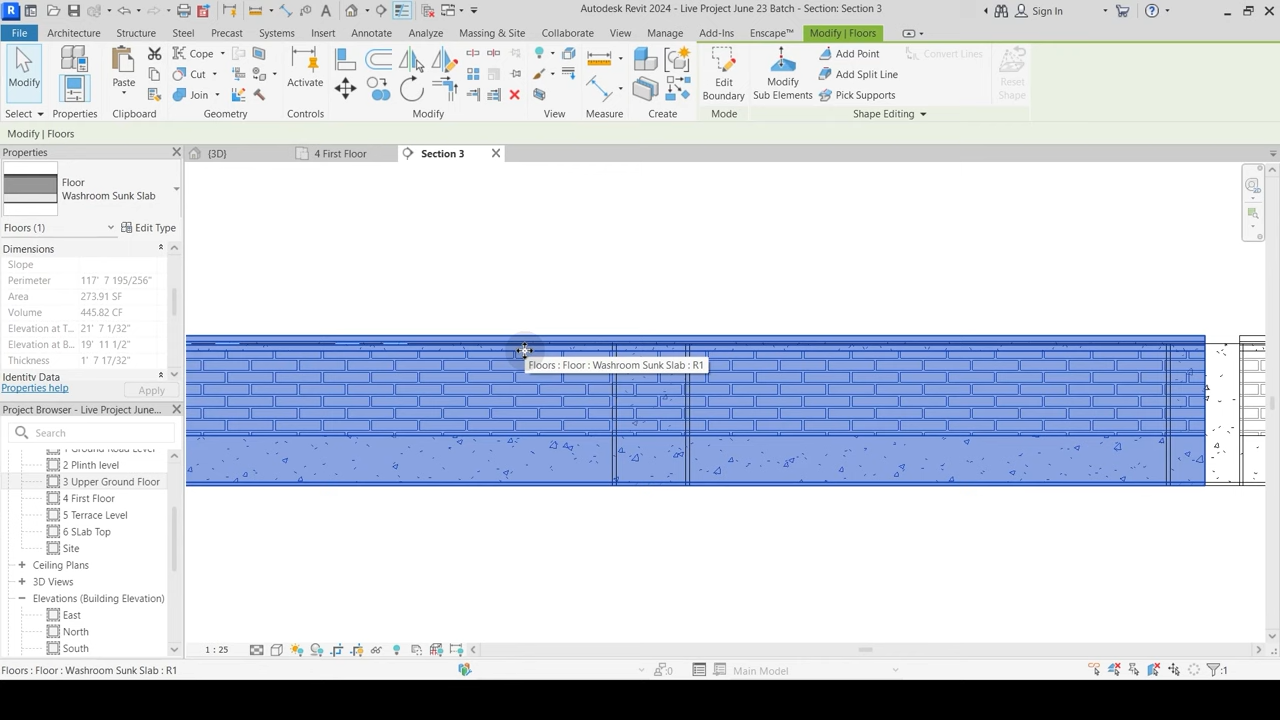 Autodesk Revit 2024 - Live Project June 23 Batch - Section: Section 3
Sign In
File Architecture Structure Steel Precast Systems Insert Annotate Analyze Massing & Site Collaborate View Manage Add-Ins Enscape™ Modify | Floors
Modify
Paste
Cope
Cut
Join
Activate
Edit
Boundary
Modify
Sub Elements
Add Point
Add Split Line
Pick Supports
Convert Lines
Reset
Shape
Select Properties Clipboard Geometry Controls Modify View Measure Create Mode Shape Editing
Modify | Floors
Properties
{3D}
4 First Floor
Section 3
Floor
Washroom Sunk Slab
Floors (1)
Edit Type
Dimensions
Slope
Perimeter 117' 7 195/256"
Area 273.91 SF
Volume 445.82 CF
Elevation at T... 21' 7 1/32"
Elevation at B... 19' 11 1/2"
Thickness 1' 7 17/32"
Identity Data
Properties help
Apply
Floors : Floor : Washroom Sunk Slab : R1
Project Browser - Live Project June...
Search
1 Ground Road Level
2 Plinth level
3 Upper Ground Floor
4 First Floor
5 Terrace Level
6 SLab Top
Site
Ceiling Plans
3D Views
Elevations (Building Elevation)
East
North
South
1 : 25
Floors : Floor : Washroom Sunk Slab : R1
:0
Main Model
:1